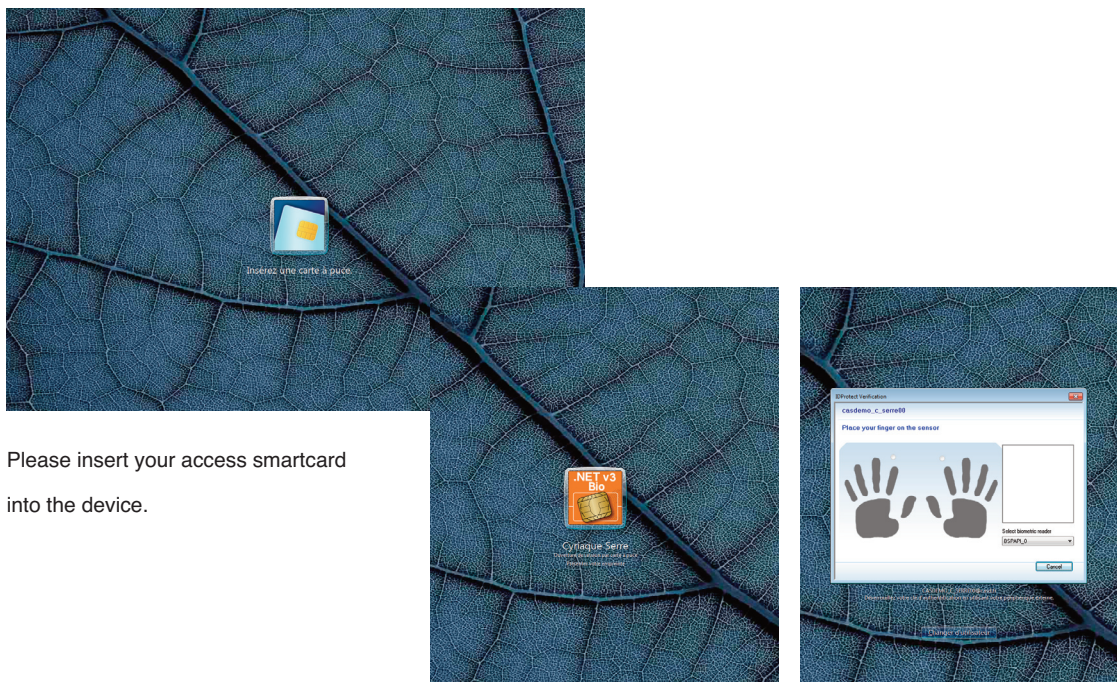 Insérez une carte à puce
Please insert your access smartcard
into the device.
.NET v3
Bio
Cyriaque Serre
IDProtect Verification
casdemo_c_serre00
Place your finger on the sensor
Select biometric reader
BSPAPI_0
Cancel
Changer d'utilisateur